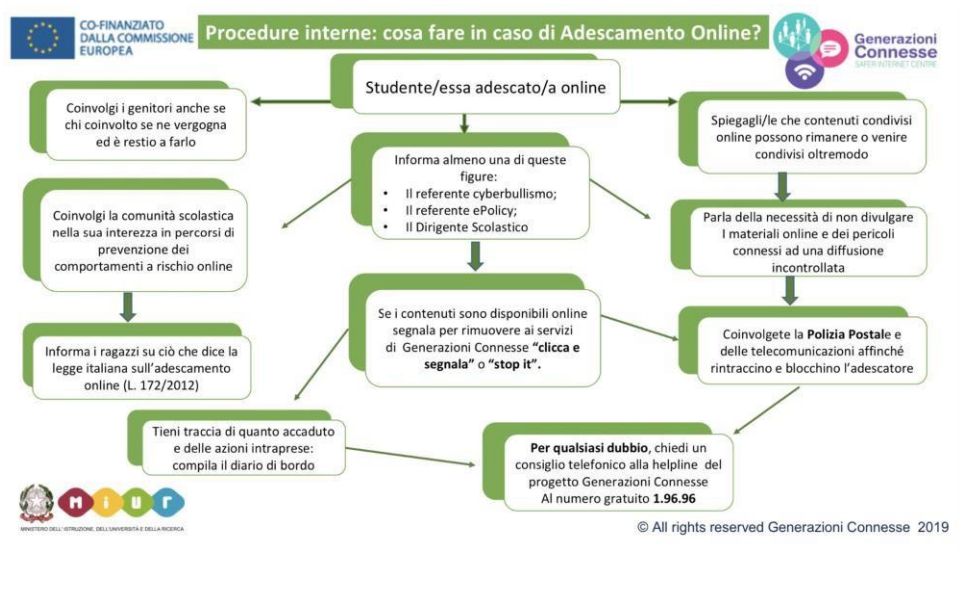 CO-FINANZIATO
DALLA COMMISSIONE
EUROPEA
Procedure interne: cosa fare in caso di Adescamento Online?
Generazioni
Connesse
SAFER INTERNET CENTRE
Studente/essa adescato/a online
Coinvolgi i genitori anche se
chi coinvolto se ne vergogna
ed è restio a farlo
Informa almeno una di queste
figure:
• Il referente cyberbullismo;
• Il referente ePolicy;
• Il Dirigente Scolastico
Spiegagli/le che contenuti condivisi
online possono rimanere o venire
condivisi oltremodo
Coinvolgi la comunità scolastica
nella sua interezza in percorsi di
prevenzione dei
comportamenti a rischio online
Parla della necessità di non divulgare
I materiali online e dei pericoli
connessi ad una diffusione
incontrollata
Se i contenuti sono disponibili online
segnala per rimuovere ai servizi
di Generazioni Connesse “clicca e
segnala” o “stop it”.
Informa i ragazzi su ciò che dice la
legge italiana sull’adescamento
online (L. 172/2012)
Coinvolgete la Polizia Postale e
delle telecomunicazioni affinché
rintraccino e blocchino l’adescatore
Tieni traccia di quanto accaduto
e delle azioni intraprese:
compila il diario di bordo
Per qualsiasi dubbio, chiedi un
consiglio telefonico alla helpline del
progetto Generazioni Connesse
Al numero gratuito 1.96.96
miur
MINISTERO DELL'ISTRUZIONE, DELL'UNIVERSITÀ E DELLA RICERCA
© All rights reserved Generazioni Connesse 2019